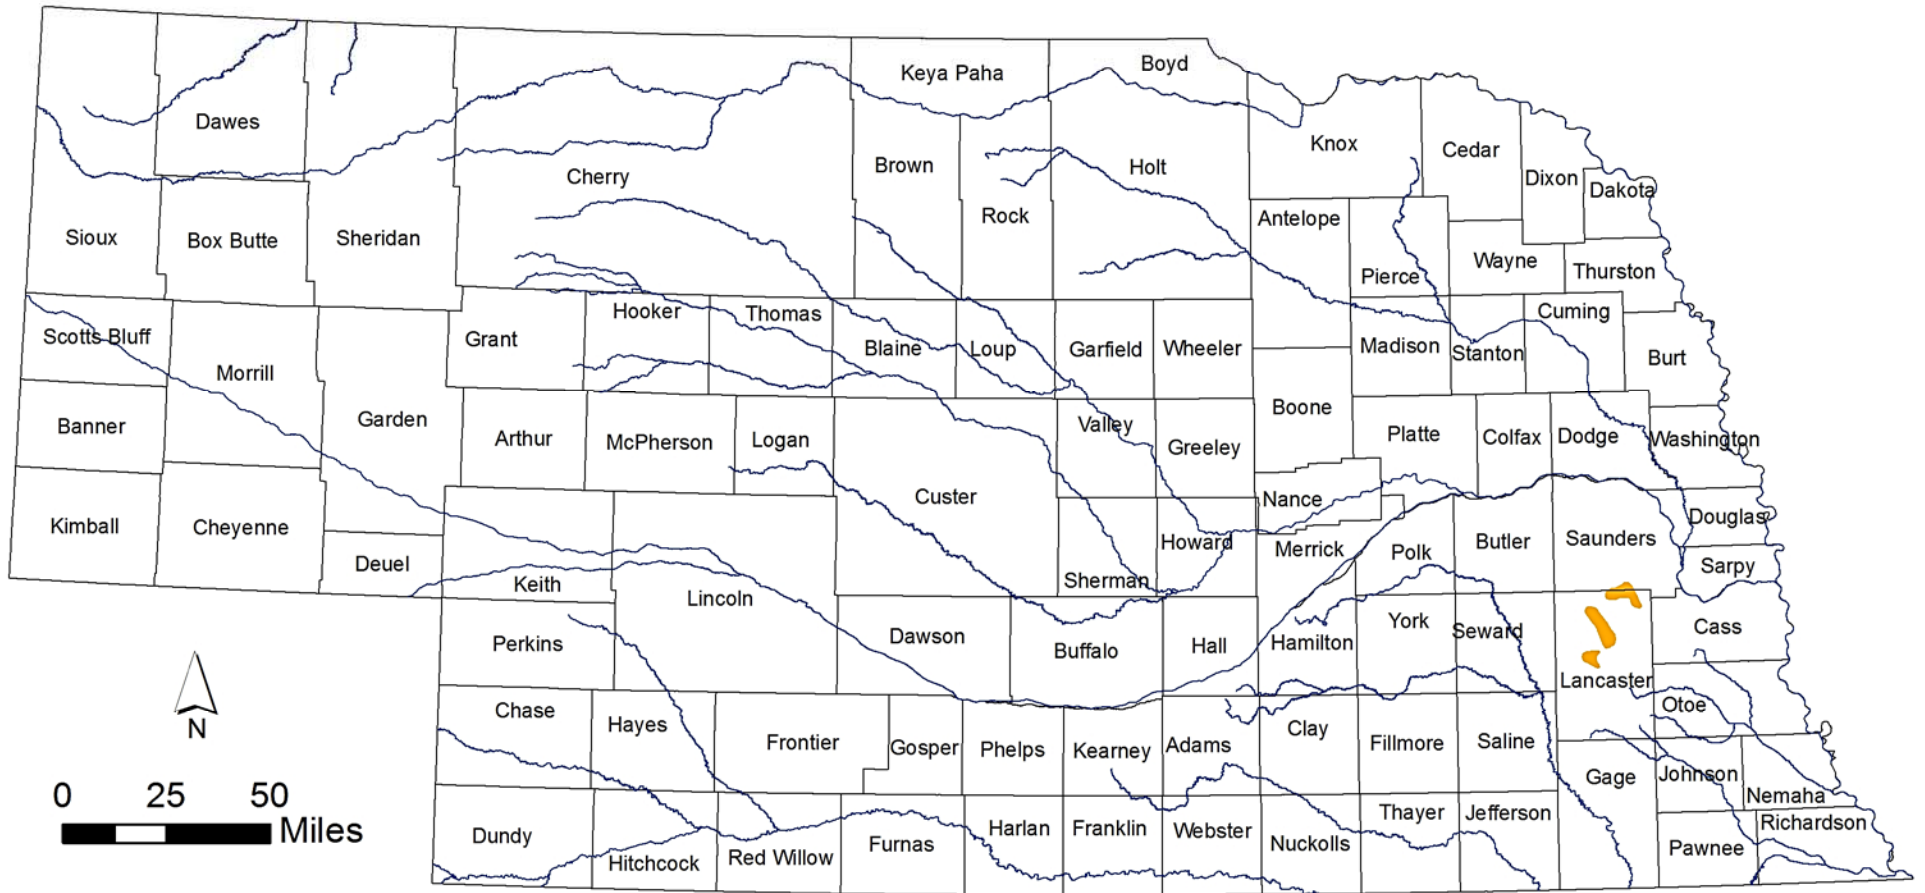 Keya Paha
Boyd
Dawes
Knox
Cedar
Brown
Holt
Cherry
Dixon
Dakota
Rock
Antelope
Sioux
Box Butte
Sheridan
Wayne
Pierce
Thurston
Hooker
Thomas
Cuming
Scotts Bluff
Grant
Blaine
Loup
Garfield
Wheeler
Madison
Stanton
Burt
Morrill
Boone
Garden
Banner
Arthur
McPherson
Logan
Valley
Greeley
Platte
Colfax
Dodge
Washington
Custer
Nance
Kimball
Cheyenne
Douglas
Howard
Merrick
Polk
Butler
Saunders
Deuel
Keith
Sherman
Sarpy
Lincoln
York
Seward
Cass
Perkins
Dawson
Buffalo
Hall
Hamilton
Lancaster
Chase
Hayes
Otoe
N
Frontier
Gosper
Phelps
Kearney
Adams
Clay
Fillmore
Saline
Gage
Johnson
0 25 50
Miles
Nemaha
Dundy
Hitchcock
Red Willow
Furnas
Harlan
Franklin
Webster
Nuckolls
Thayer
Jefferson
Richardson
Pawnee